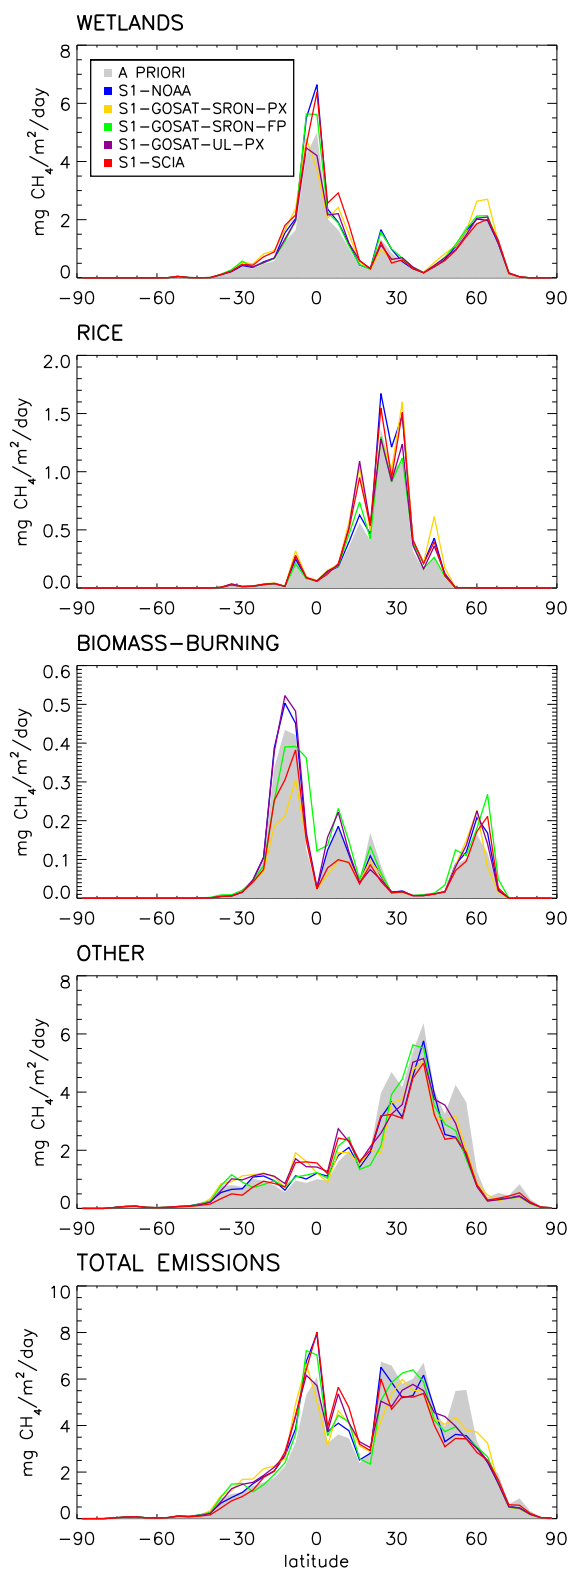 WETLANDS
8
6
4
2
0
mg CH4/m²/day
A PRIORI
S1-NOAA
S1-GOSAT-SRON-PX
S1-GOSAT-SRON-FP
S1-GOSAT-UL-PX
S1-SCIA
-90 -60 -30 0 30 60 90
RICE
2.0
1.5
1.0
0.5
0.0
mg CH4/m²/day
-90 -60 -30 0 30 60 90
BIOMASS-BURNING
0.6
0.5
0.4
0.3
0.2
0.1
0.0
mg CH4/m²/day
-90 -60 -30 0 30 60 90
OTHER
8
6
4
2
0
mg CH4/m²/day
-90 -60 -30 0 30 60 90
TOTAL EMISSIONS
10
8
6
4
2
0
mg CH4/m²/day
-90 -60 -30 0 30 60 90
latitude